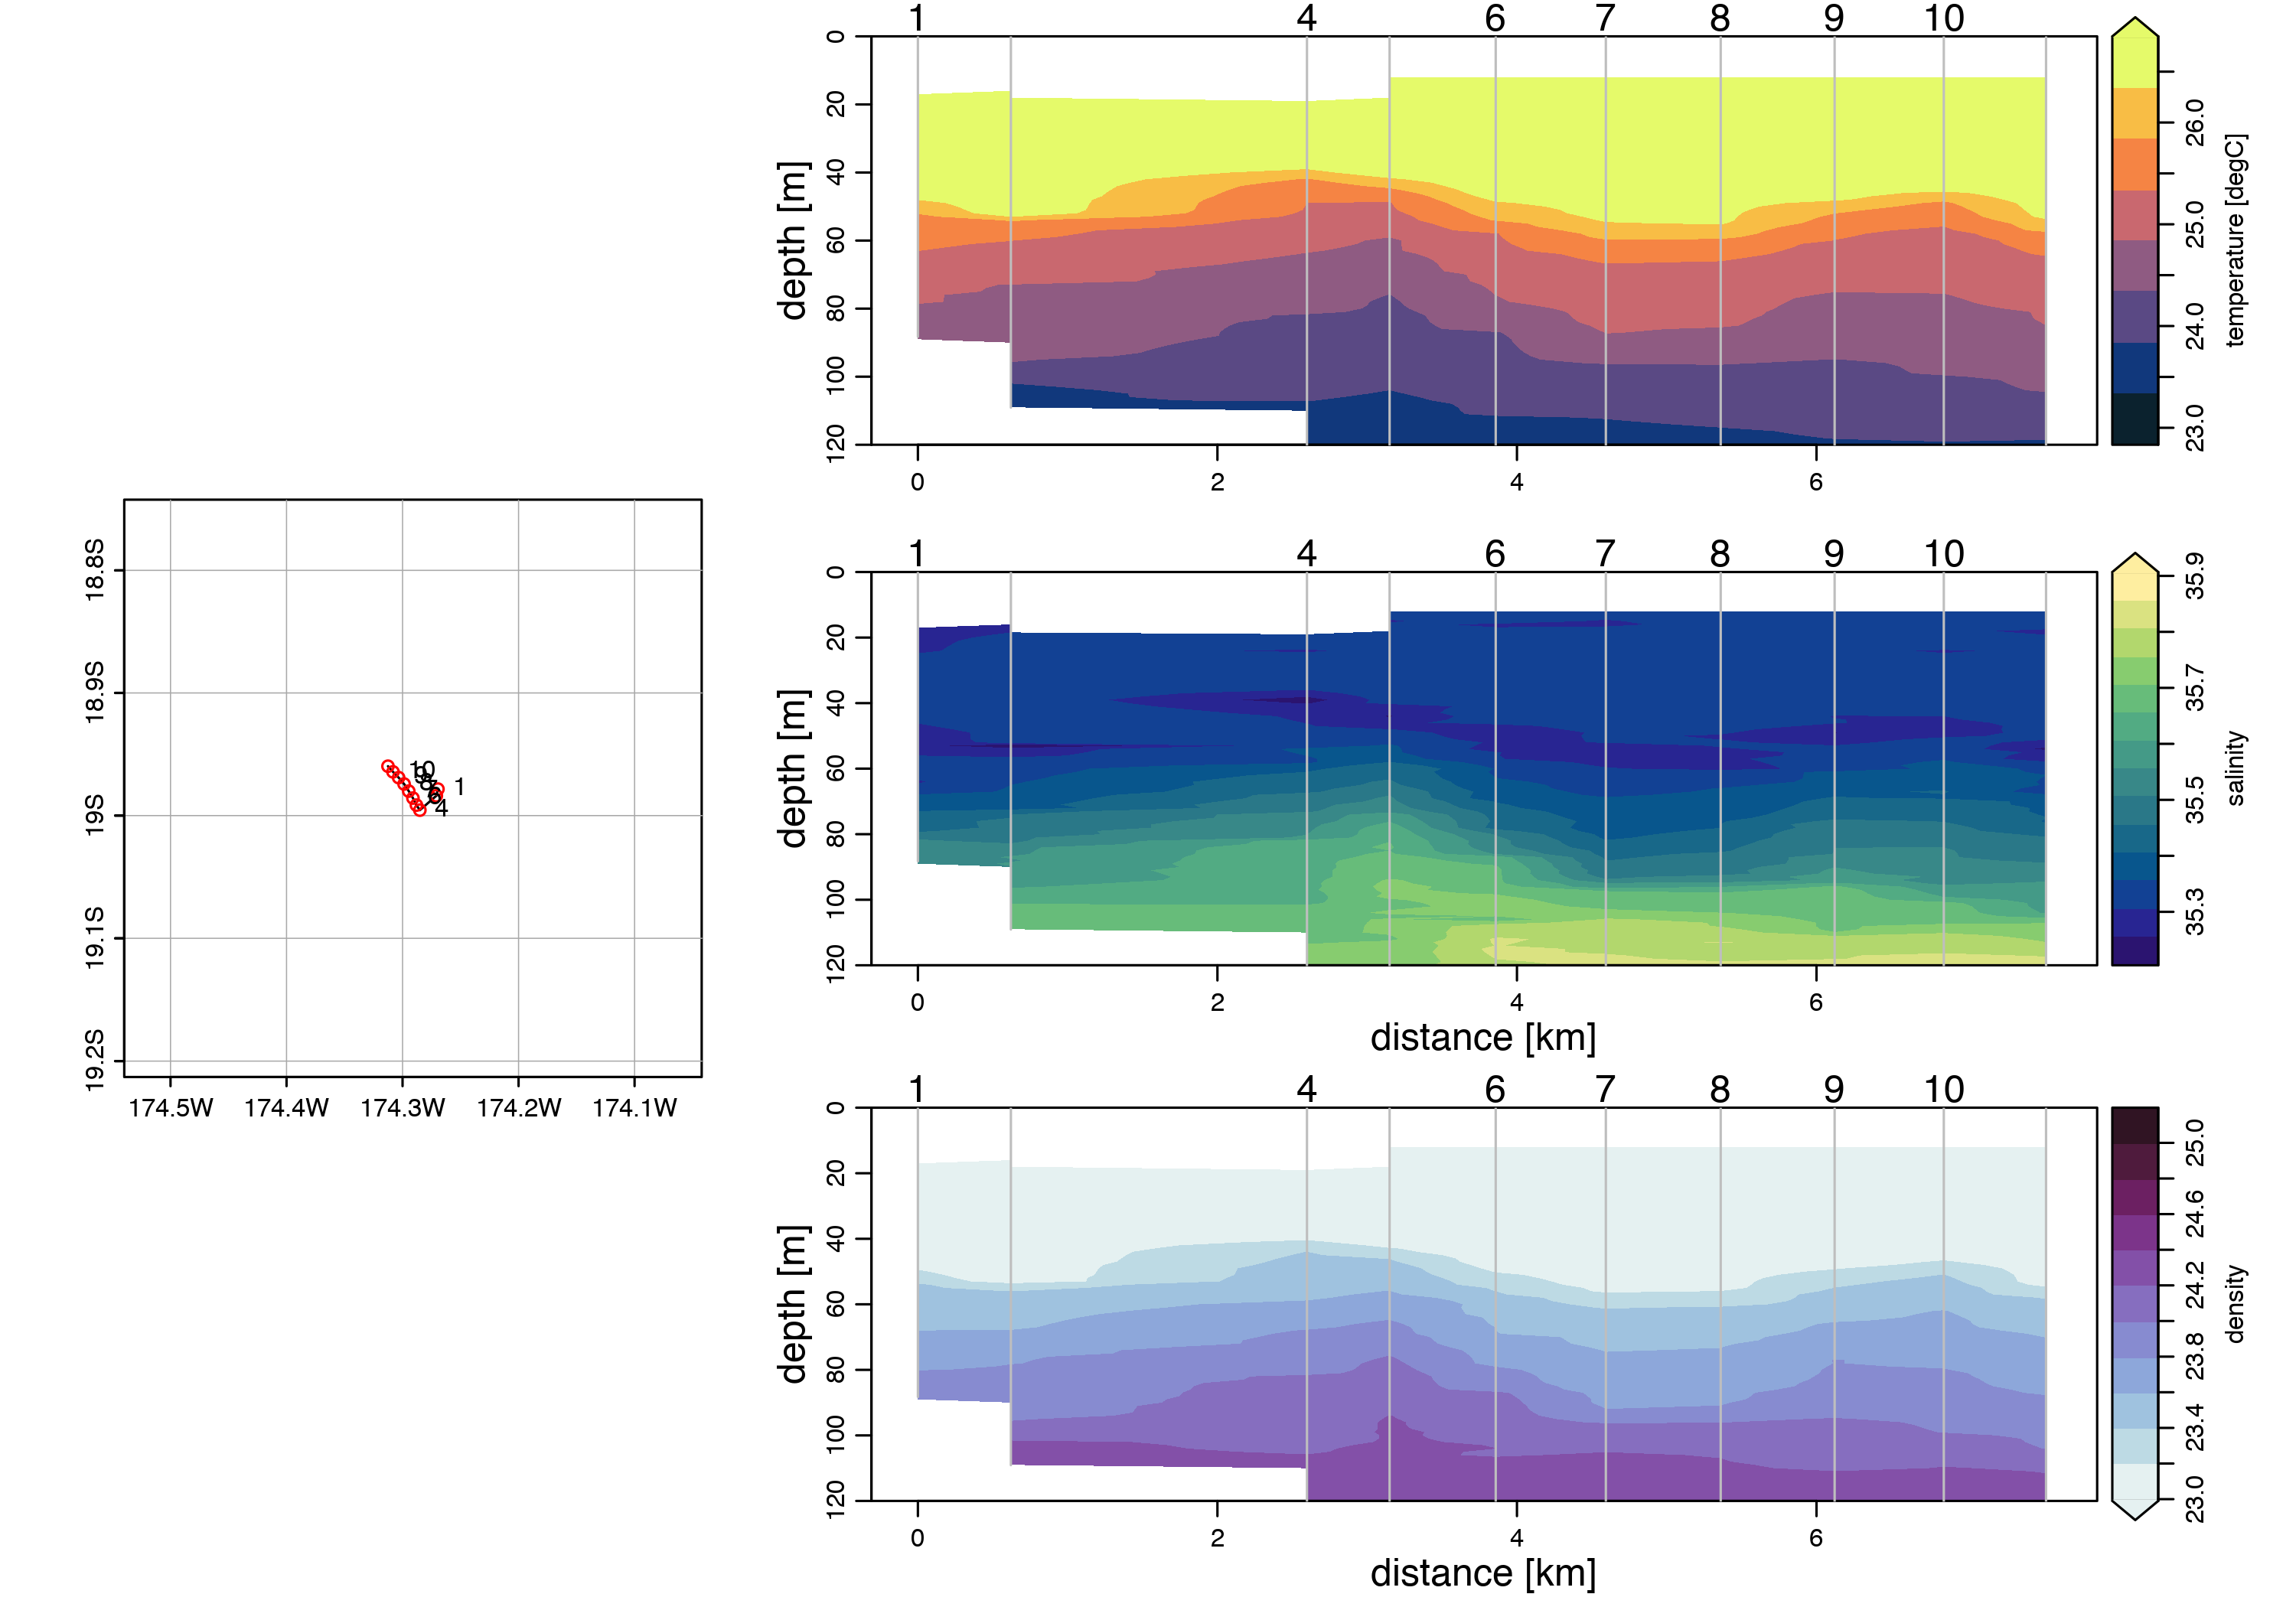 1 4 6 7 8 9 10
0 20 40 60 80 100 120
depth [m]
0 2 4 6
23.0 24.0 25.0 26.0
temperature [degC]
18.8S 18.9S 19S 19.1S 19.2S
174.5W 174.4W 174.3W 174.2W 174.1W
10
9
8
7
6
1
4
1 4 6 7 8 9 10
0 20 40 60 80 100 120
depth [m]
0 2 4 6
distance [km]
35.3 35.5 35.7 35.9
salinity
1 4 6 7 8 9 10
0 20 40 60 80 100 120
depth [m]
0 2 4 6
distance [km]
23.0 23.4 23.8 24.2 24.6 25.0
density